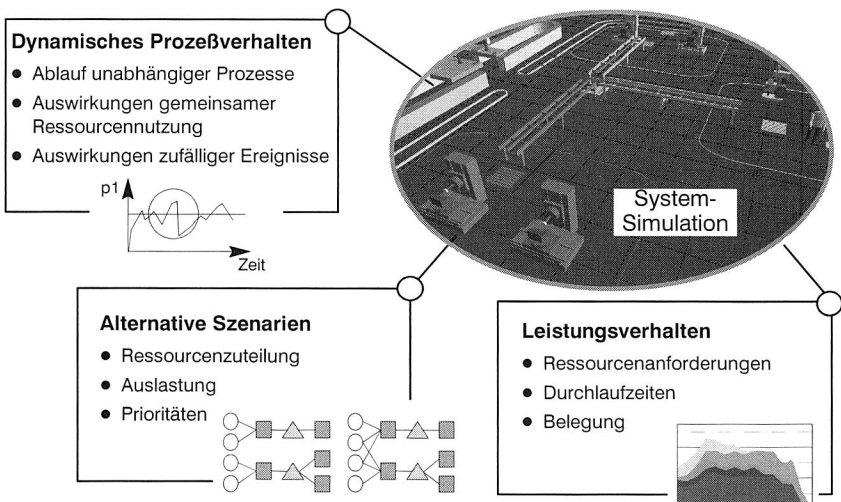 Dynamisches Prozeßverhalten
● Ablauf unabhängiger Prozesse
● Auswirkungen gemeinsamer
Ressourcennutzung
● Auswirkungen zufälliger Ereignisse
p1
Zeit
System-
Simulation
Alternative Szenarien
● Ressourcenzuteilung
● Auslastung
● Prioritäten
Leistungsverhalten
● Ressourcenanforderungen
● Durchlaufzeiten
● Belegung